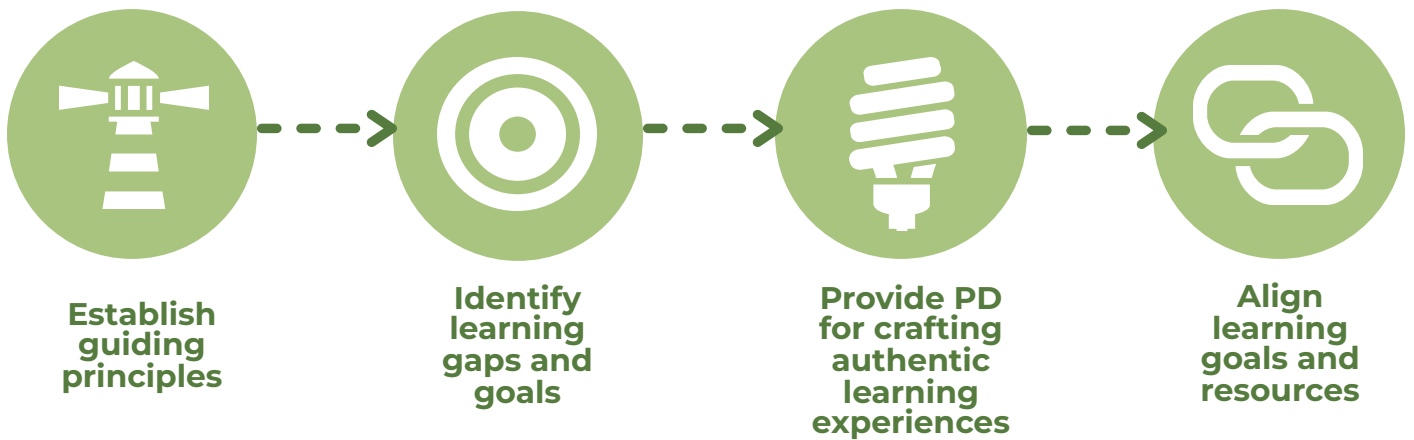 Establish
guiding
principles
Identify
learning
gaps and
goals
Provide PD
for crafting
authentic
learning
experiences
Align
learning
goals and
resources